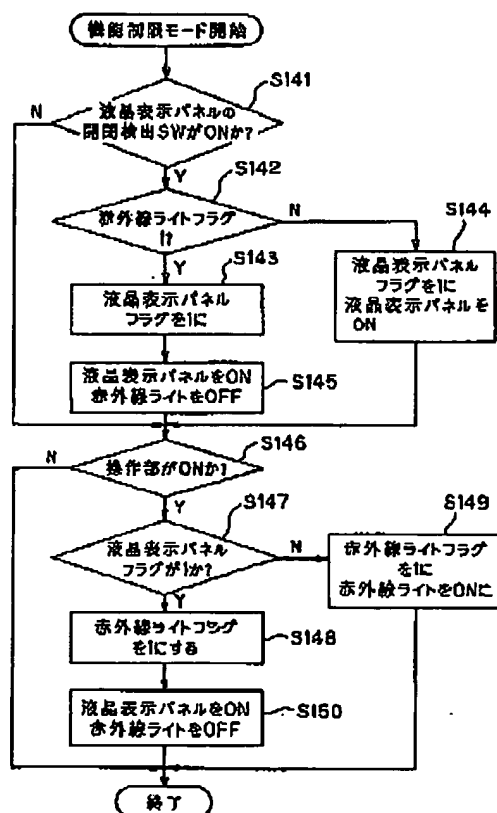 機能制限モード開始
S141
N
液晶表示パネルの
開閉検出SWがONか?
S142
Y
赤外線ライトフラグ
1?
N
S144
S143
Y
液晶表示パネル
フラグを1に
液晶表示パネルを
ON
液晶表示パネル
フラグを1に
液晶表示パネルをON
赤外線ライトをOFF
S145
S146
N
操作部がONか?
S147
Y
S149
液晶表示パネル
フラグが1か?
N
赤外線ライトフラグ
を1に
赤外線ライトをONに
Y
赤外線ライトフラグ
を1にする
S148
液晶表示パネルをON
赤外線ライトをOFF
S150
終了